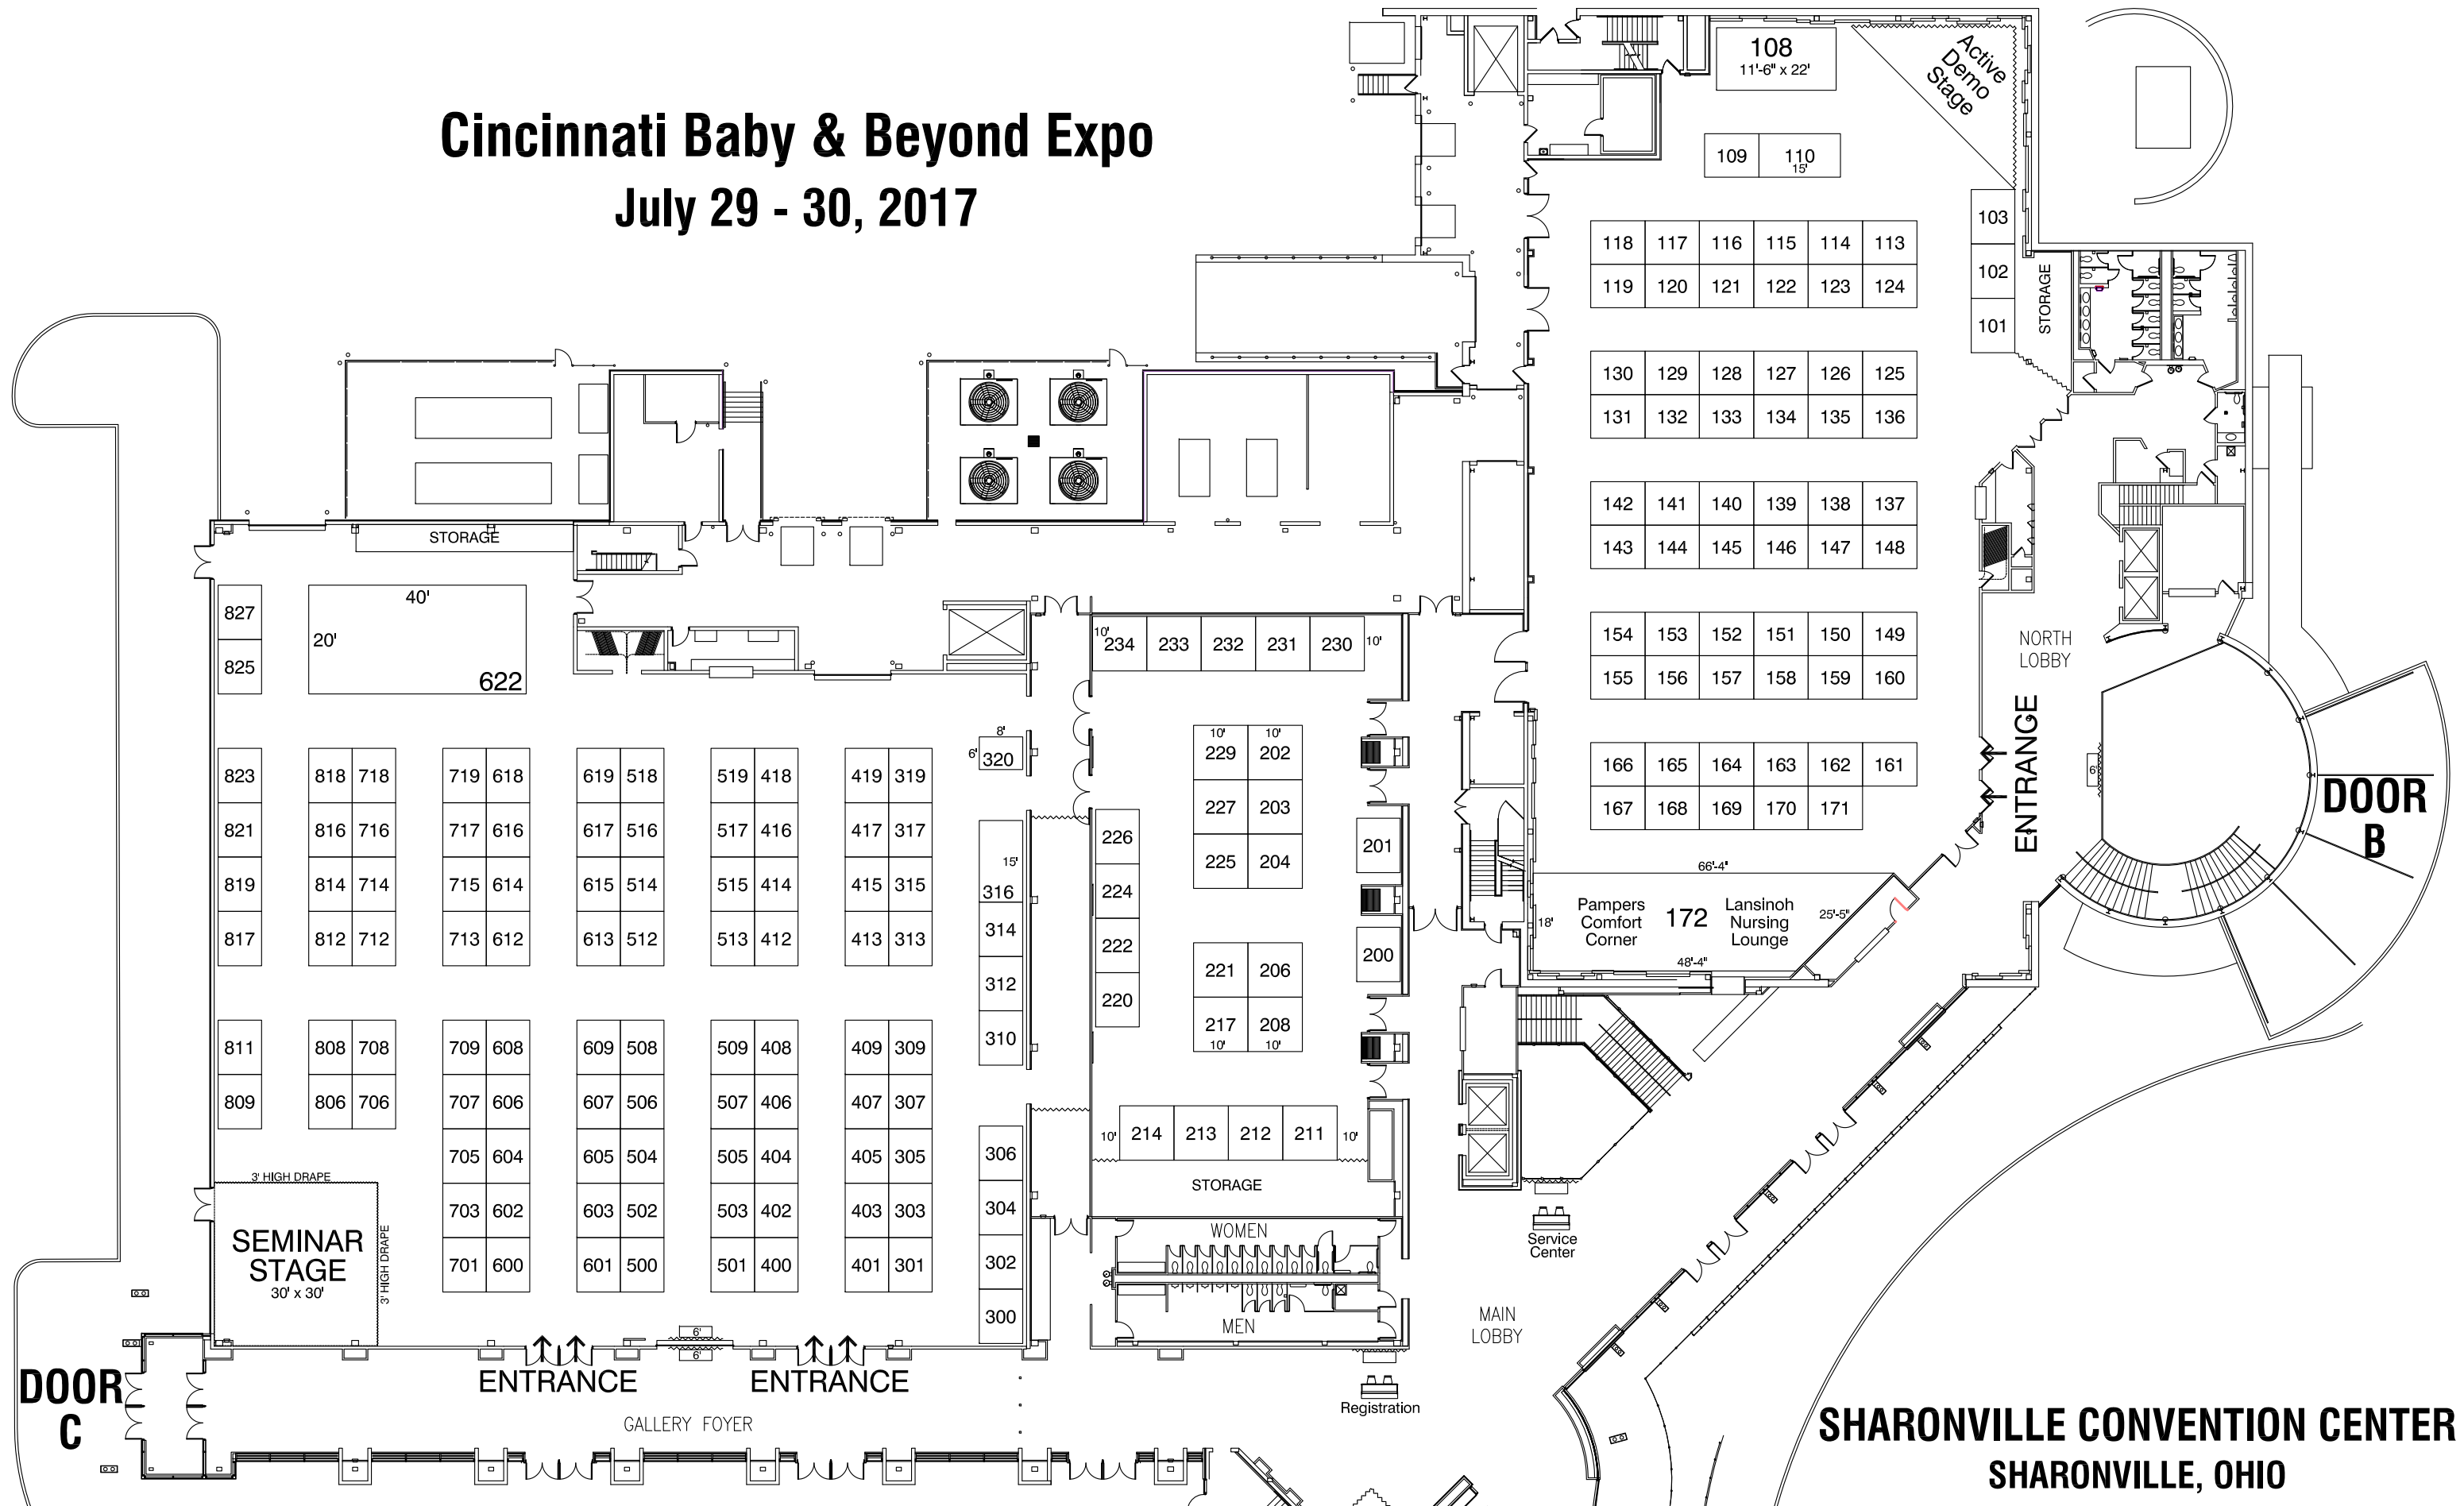 Cincinnati Baby & Beyond Expo
July 29 - 30, 2017
108
11'-6" x 22'
Active
Demo
Stage
109 110
15'
103
102
101
STORAGE
118 117 116 115 114 113
119 120 121 122 123 124
130 129 128 127 126 125
131 132 133 134 135 136
142 141 140 139 138 137
143 144 145 146 147 148
154 153 152 151 150 149
155 156 157 158 159 160
166 165 164 163 162 161
167 168 169 170 171
66'-4"
18'
Pampers
Comfort
Corner
172
Lansinoh
Nursing
Lounge
25'-5"
48'-4"
NORTH
LOBBY
ENTRANCE
6'
DOOR
B
STORAGE
40'
20'
622
827
825
823
821
819
817
811
809
818 718
816 716
814 714
812 712
808 708
806 706
719 618
717 616
715 614
713 612
709 608
707 606
705 604
703 602
701 600
619 518
617 516
615 514
613 512
609 508
607 506
605 504
603 502
601 500
519 418
517 416
515 414
513 412
509 408
507 406
505 404
503 402
501 400
419 319
417 317
415 315
413 313
409 309
407 307
405 305
403 303
401 301
8'
6'
320
15'
316
314
312
310
306
304
302
300
10'
234 233 232 231 230
10'
10' 10'
229 202
227 203
225 204
226
224
222
220
201
200
221 206
217 208
10' 10'
10'
214 213 212 211
10'
STORAGE
WOMEN
MEN
3' HIGH DRAPE
3' HIGH DRAPE
SEMINAR
STAGE
30' x 30'
6'
6'
ENTRANCE
ENTRANCE
GALLERY FOYER
DOOR
C
Registration
Service
Center
MAIN
LOBBY
SHARONVILLE CONVENTION CENTER
SHARONVILLE, OHIO